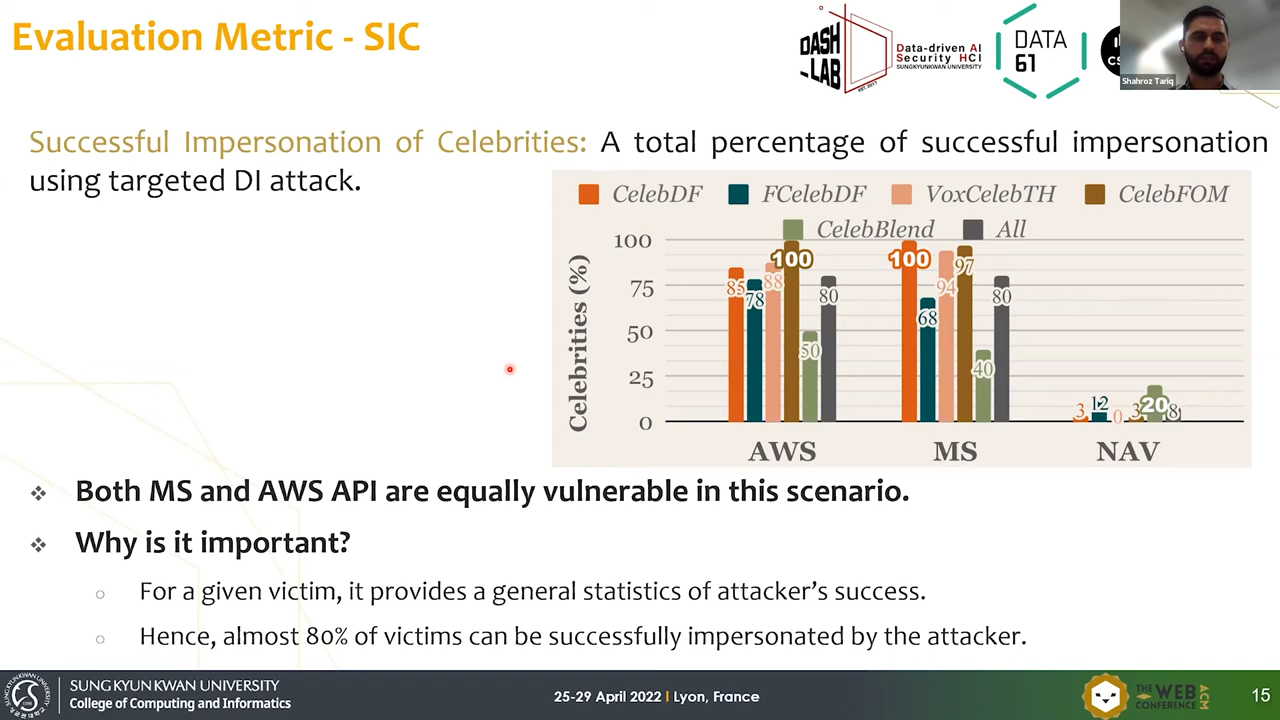 Evaluation Metric - SIC
DASH
-LAB
EST. 2017
Data-driven AI
Security HCI
SUNGKYUNKWAN UNIVERSITY
DATA
61
Shahroz Tariq
Successful Impersonation of Celebrities: A total percentage of successful impersonation
using targeted DI attack.
CelebDF FCelebDF VoxCelebTH CelebFOM
CelebBlend All
Celebrities (%)
100
75
50
25
0
85 78 88 100 50 80
100 68 94 97 40 80
3 12 0 3 20 8
AWS MS NAV
❖ Both MS and AWS API are equally vulnerable in this scenario.
❖ Why is it important?
○ For a given victim, it provides a general statistics of attacker's success.
○ Hence, almost 80% of victims can be successfully impersonated by the attacker.
SUNG KYUN KWAN UNIVERSITY
College of Computing and Informatics
25-29 April 2022 I Lyon, France
THE WEB
CONFERENCE
ACM
15